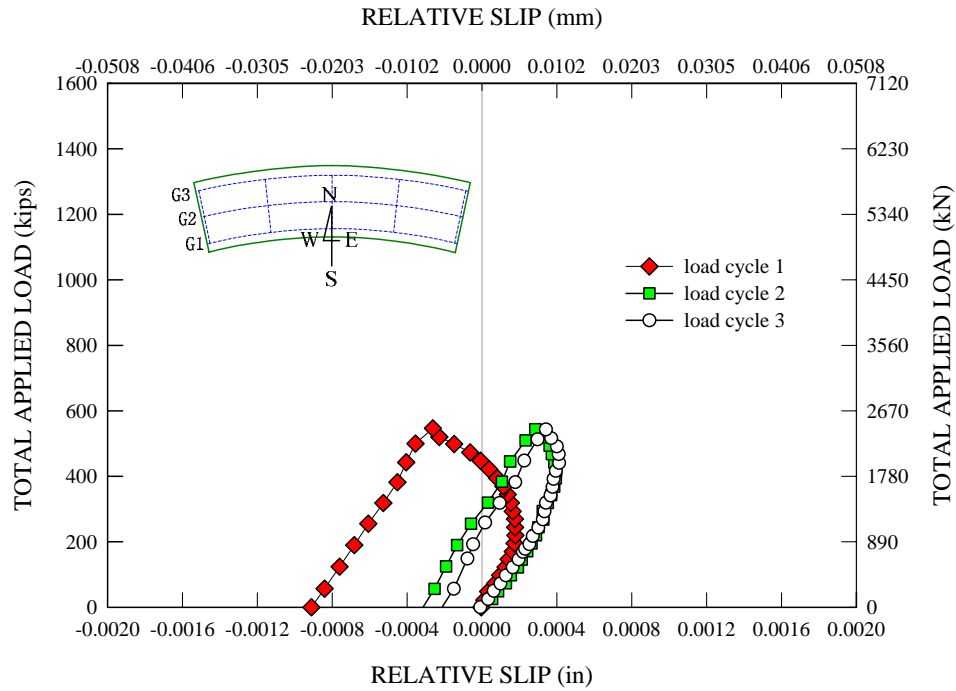 RELATIVE SLIP (mm)
-0.0508 -0.0406 -0.0305 -0.0203 -0.0102 0.0000 0.0102 0.0203 0.0305 0.0406 0.0508
1600 7120
1400 6230
1200 5340
1000 4450
800 3560
600 2670
400 1780
200 890
0 0
TOTAL APPLIED LOAD (kips)
TOTAL APPLIED LOAD (kN)
G3
G2
G1
N
W E
S
load cycle 1
load cycle 2
load cycle 3
-0.0020 -0.0016 -0.0012 -0.0008 -0.0004 0.0000 0.0004 0.0008 0.0012 0.0016 0.0020
RELATIVE SLIP (in)